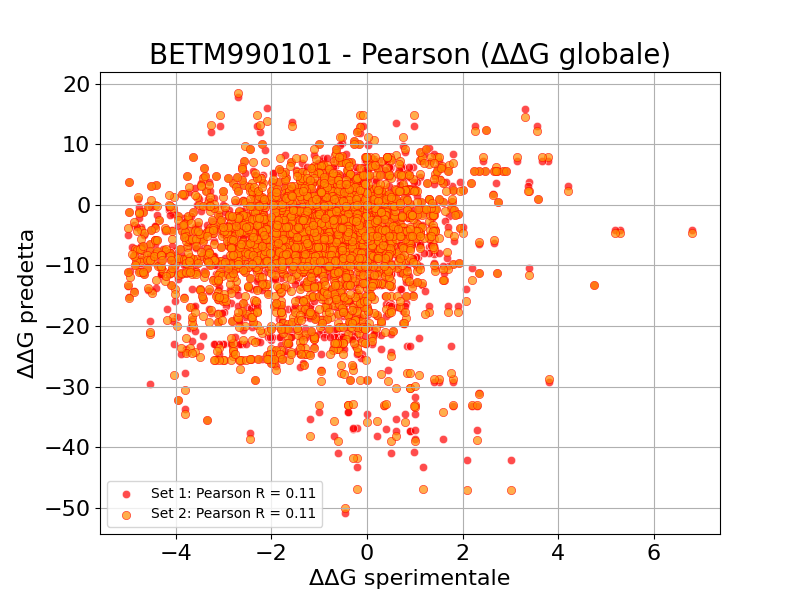 BETM990101 - Pearson (ΔΔG globale)
ΔΔG predetta
20
10
0
−10
−20
−30
−40
−50
Set 1: Pearson R = 0.11
Set 2: Pearson R = 0.11
−4
−2
0
2
4
6
ΔΔG sperimentale